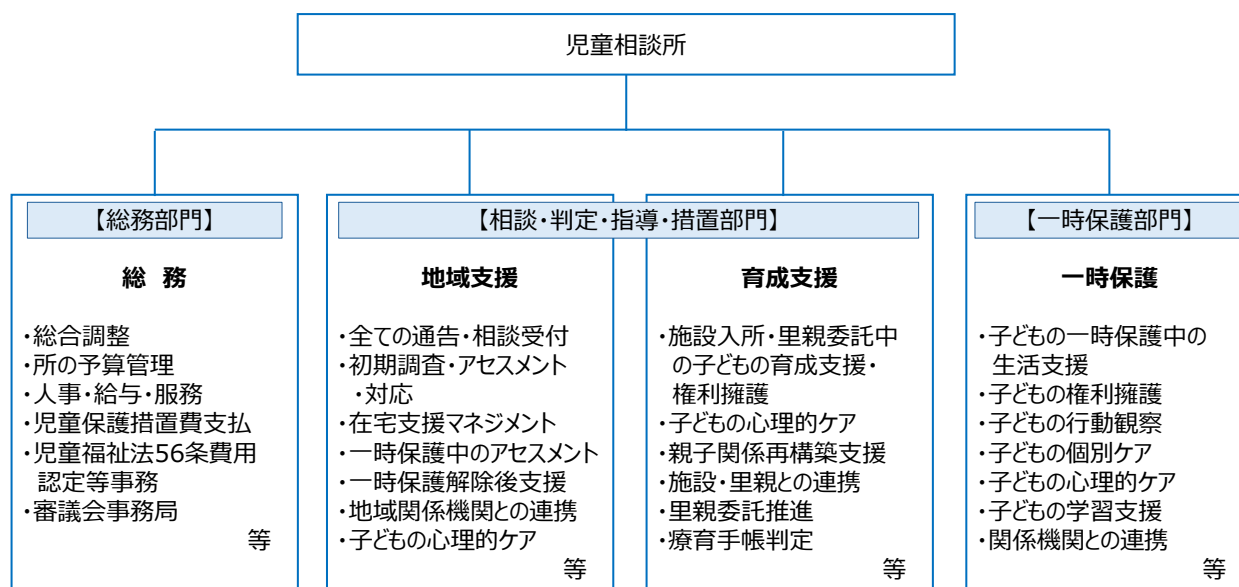 児童相談所
【総務部門】
総 務
・総合調整
・所の予算管理
・人事・給与・服務
・児童保護措置費支払
・児童福祉法56条費用
認定等事務
・審議会事務局
等
【相談・判定・指導・措置部門】
地域支援
・全ての通告・相談受付
・初期調査・アセスメント
・対応
・在宅支援マネジメント
・一時保護中のアセスメント
・一時保護解除後支援
・地域関係機関との連携
・子どもの心理的ケア
等
育成支援
・施設入所・里親委託中
の子どもの育成支援・
権利擁護
・子どもの心理的ケア
・親子関係再構築支援
・施設・里親との連携
・里親委託推進
・療育手帳判定
等
【一時保護部門】
一時保護
・子どもの一時保護中の
生活支援
・子どもの権利擁護
・子どもの行動観察
・子どもの個別ケア
・子どもの心理的ケア
・子どもの学習支援
・関係機関との連携
等